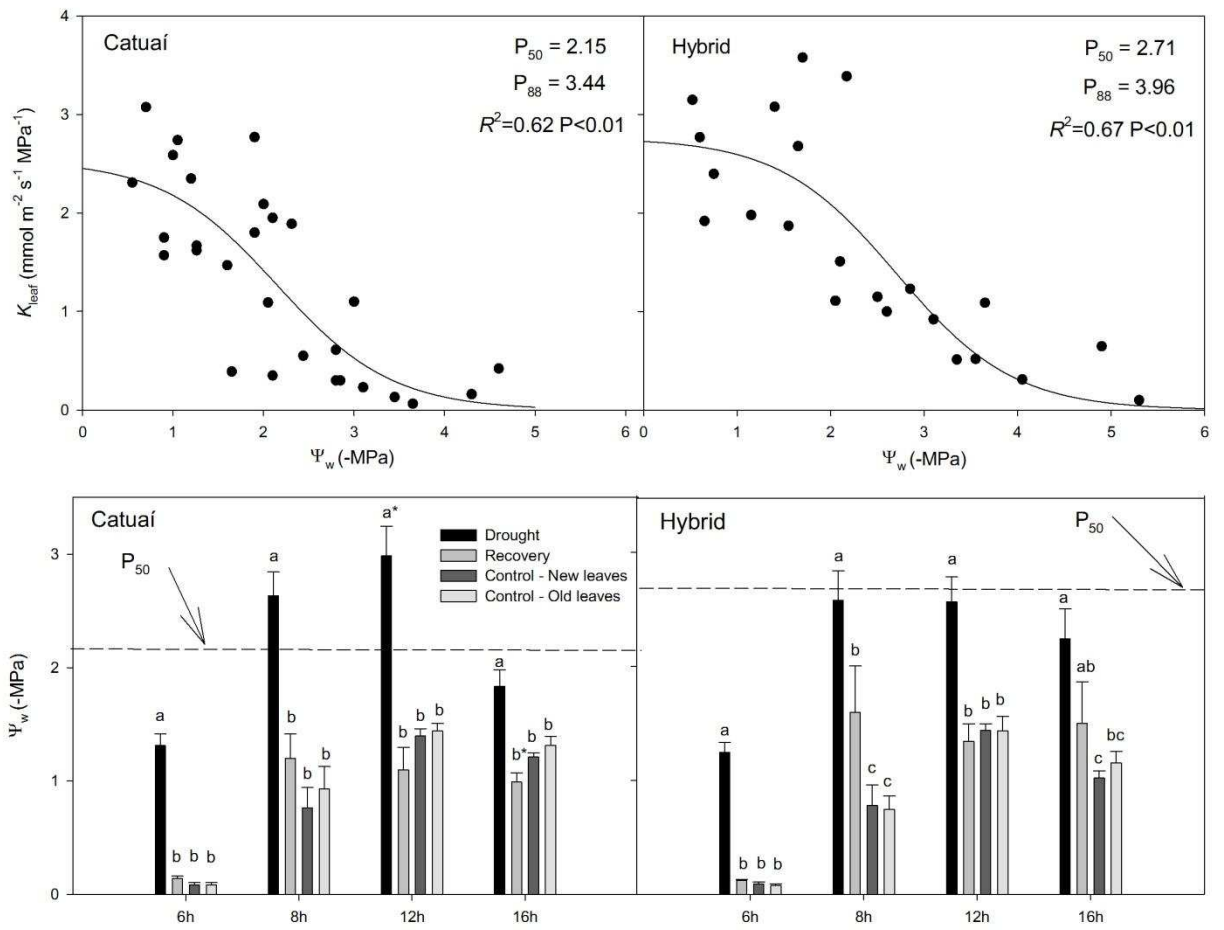 Catuaí
P50 = 2.15
P88 = 3.44
R2=0.62 P<0.01
4
3
2
1
0
Kleaf (mmol m-2 s-1 MPa-1)
0 1 2 3 4 5 6
Ψw (-MPa)
Hybrid
P50 = 2.71
P88 = 3.96
R2=0.67 P<0.01
0 1 2 3 4 5 6
Ψw (-MPa)
Catuaí
P50
Drought
Recovery
Control - New leaves
Control - Old leaves
3
2
1
0
Ψw (-MPa)
a b b b
a b b b
a* b b b
a b* b b
6h 8h 12h 16h
Hybrid
P50
a b b b
a b c c
a b b b
a ab c bc
6h 8h 12h 16h